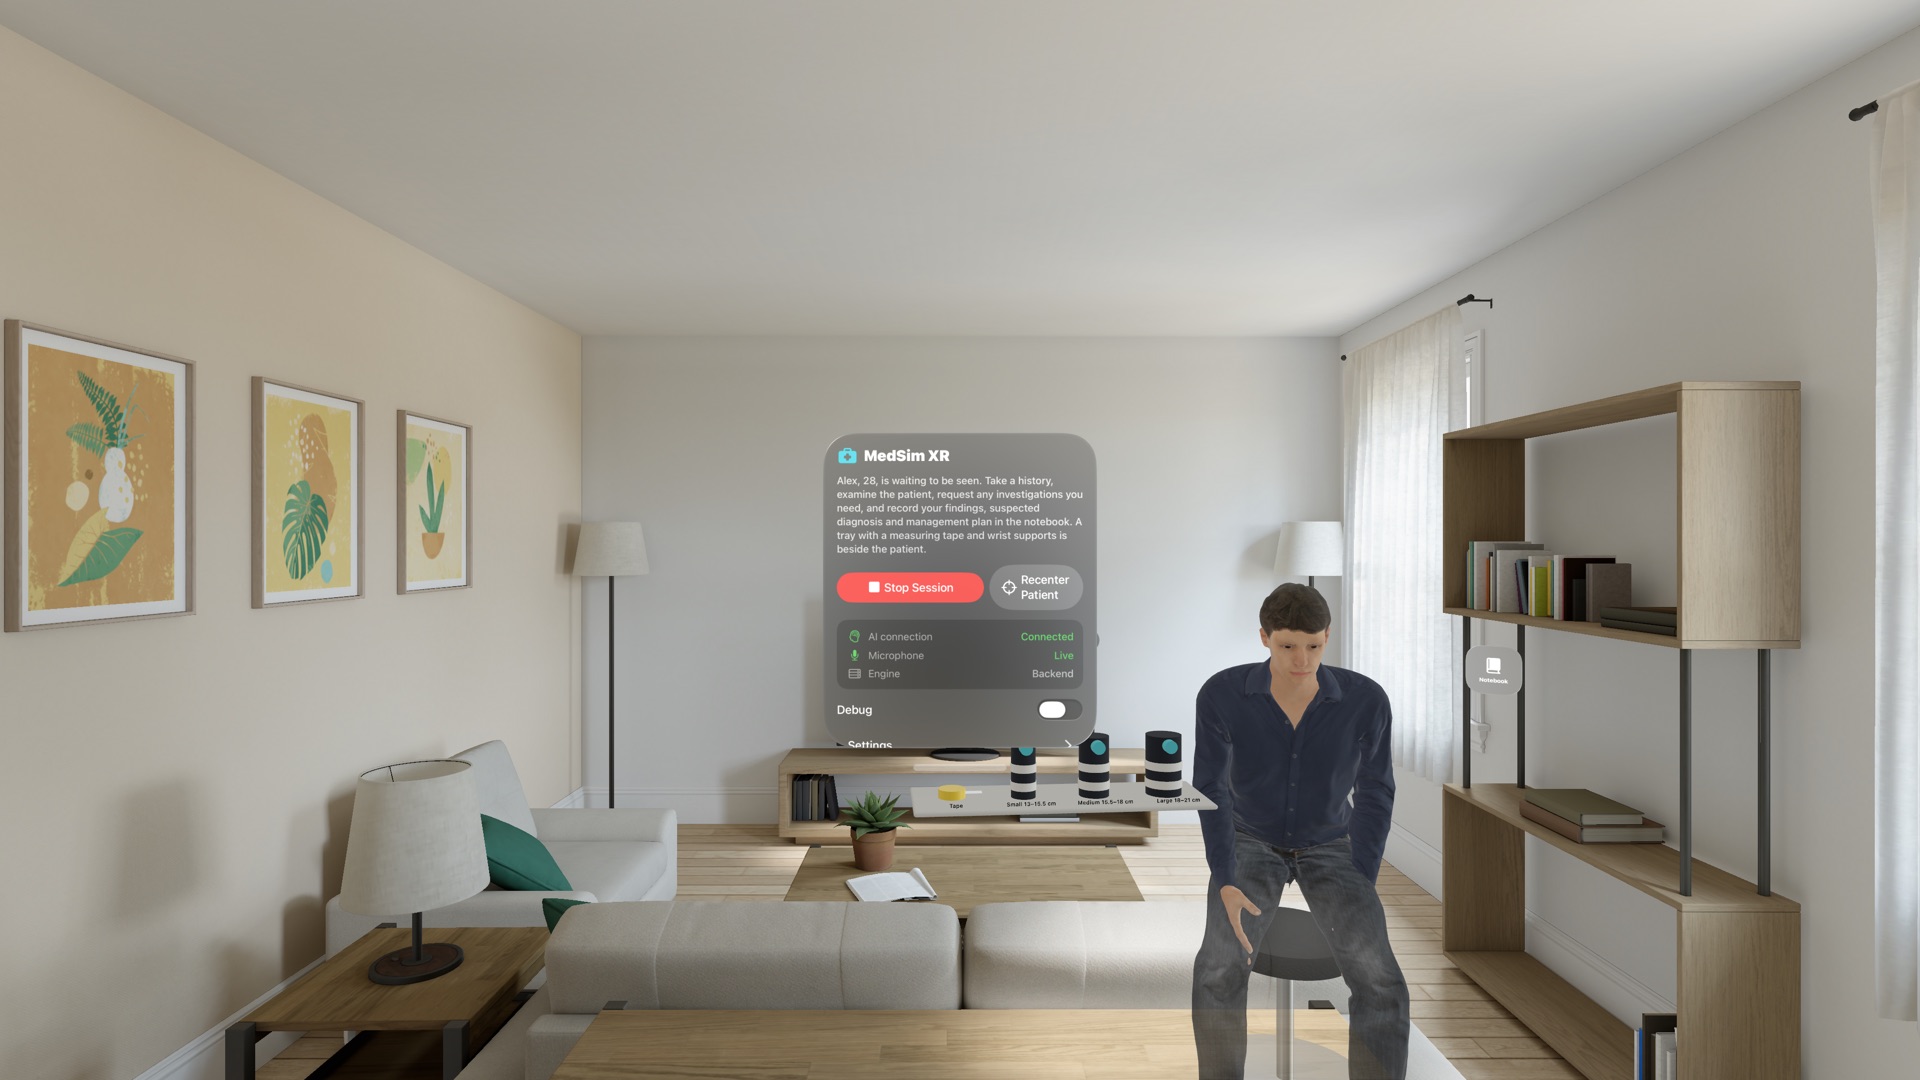 MedSim XR
Alex, 28, is waiting to be seen. Take a history,
examine the patient, request any investigations you
need, and record your findings, suspected
diagnosis and management plan in the notebook. A
tray with a measuring tape and wrist supports is
beside the patient.
Stop Session
Recenter
Patient
AI connection Connected
Microphone Live
Engine Backend
Debug
Settings
Notebook
Tape
Small 13–15.5 cm
Medium 15.5–18 cm
Large 18–21 cm